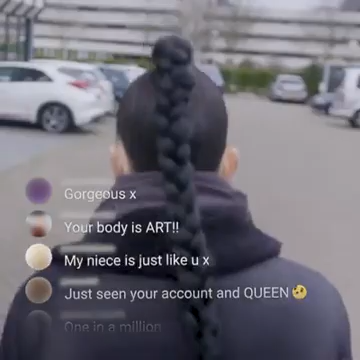 Gorgeous x
Your body is ART!!
My niece is just like u x
Just seen your account and QUEEN 🥴
One in a million